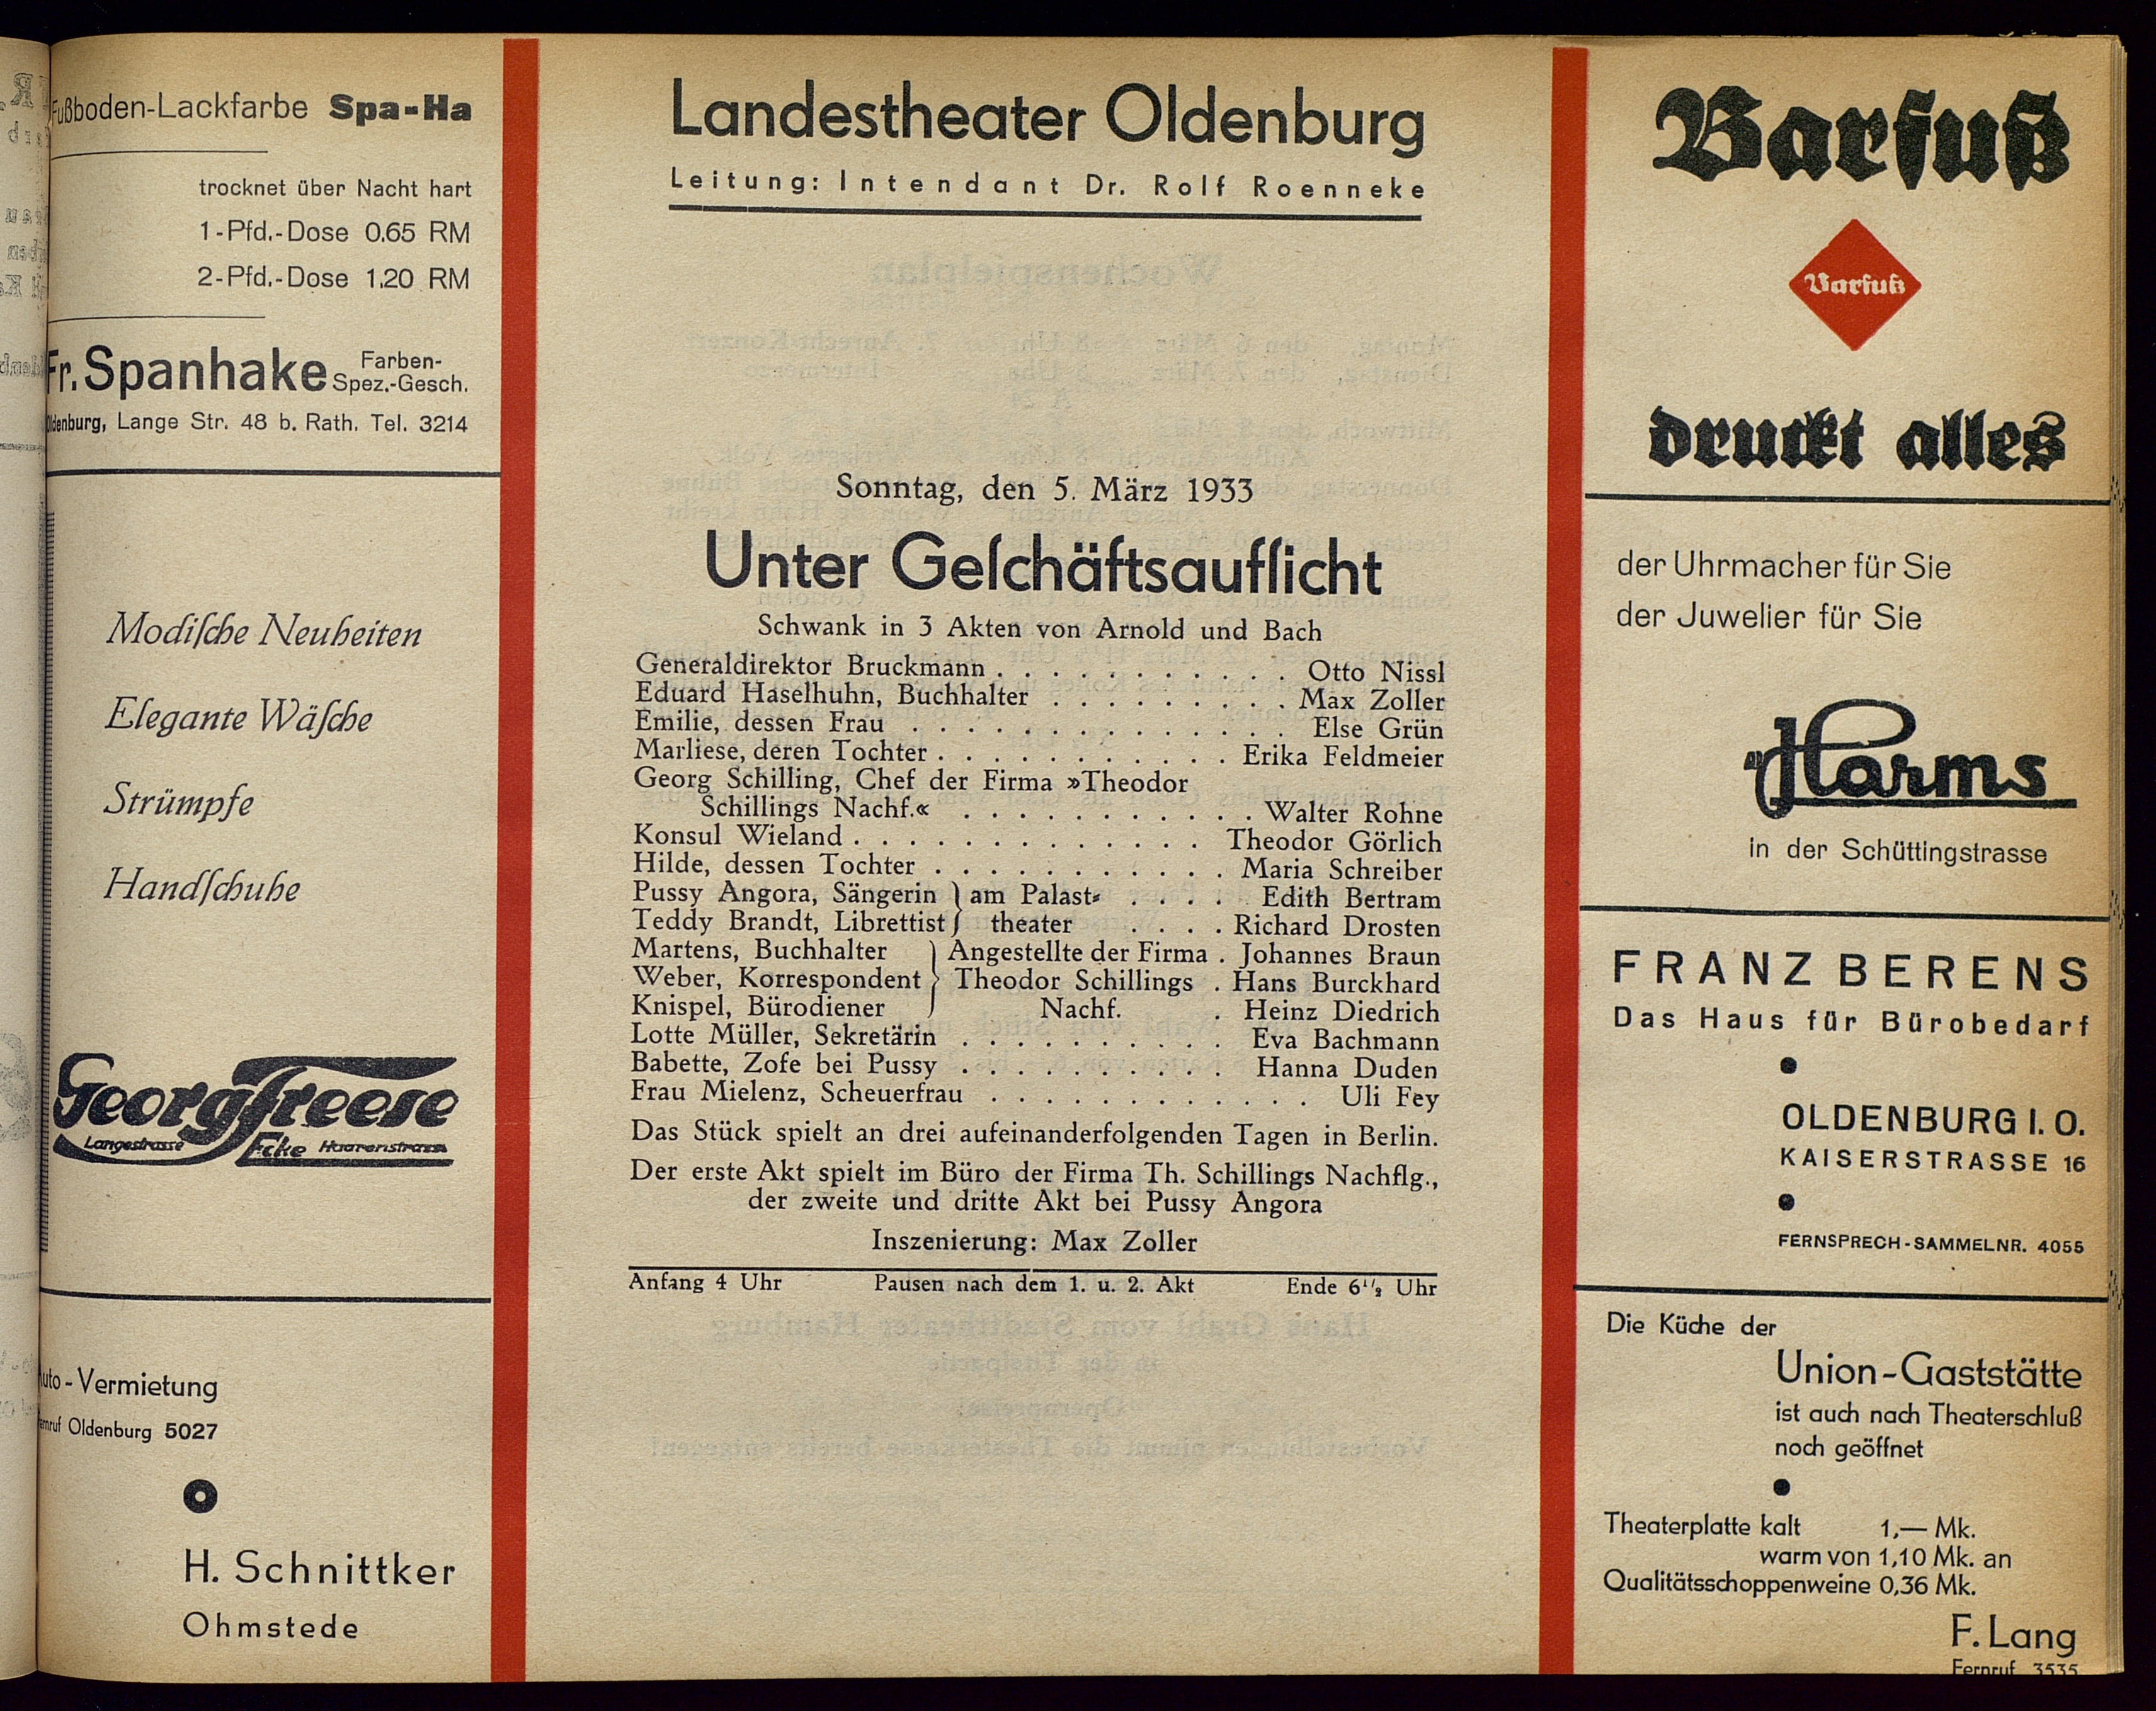 Fußboden-Lackfarbe Spa-Ha
trocknet über Nacht hart
1-Pfd.-Dose 0.65 RM
2-Pfd.-Dose 1.20 RM
Fr. Spanhake Farben-
Spez.-Gesch.
Oldenburg, Lange Str. 48 b. Rath. Tel. 3214
Modiſche Neuheiten
Elegante Wäſche
Strümpfe
Handſchuhe
Georg Freese
Langestrasse Ecke Haarenstrasse
Auto-Vermietung
Fernruf Oldenburg 5027
H. Schnittker
Ohmstede
Landestheater Oldenburg
Leitung: Intendant Dr. Rolf Roenneke
Sonntag, den 5. März 1933
Unter Geſchäftsaufſicht
Schwank in 3 Akten von Arnold und Bach
Generaldirektor Bruckmann . . . . . . . . . . . Otto Nissl
Eduard Haselhuhn, Buchhalter . . . . . . . . . Max Zoller
Emilie, dessen Frau . . . . . . . . . . . . . . Else Grün
Marliese, deren Tochter . . . . . . . . . . . Erika Feldmeier
Georg Schilling, Chef der Firma »Theodor
Schillings Nachf.« . . . . . . . . . . . Walter Rohne
Konsul Wieland . . . . . . . . . . . . . Theodor Görlich
Hilde, dessen Tochter . . . . . . . . . . . Maria Schreiber
Pussy Angora, Sängerin } am Palast- . . . . Edith Bertram
Teddy Brandt, Librettist } theater . . . . Richard Drosten
Martens, Buchhalter } Angestellte der Firma . Johannes Braun
Weber, Korrespondent } Theodor Schillings . Hans Burckhard
Knispel, Bürodiener } Nachf. . Heinz Diedrich
Lotte Müller, Sekretärin . . . . . . . . . . Eva Bachmann
Babette, Zofe bei Pussy . . . . . . . . . . Hanna Duden
Frau Mielenz, Scheuerfrau . . . . . . . . . . . . Uli Fey
Das Stück spielt an drei aufeinanderfolgenden Tagen in Berlin.
Der erste Akt spielt im Büro der Firma Th. Schillings Nachflg.,
der zweite und dritte Akt bei Pussy Angora
Inszenierung: Max Zoller
Anfang 4 Uhr Pausen nach dem 1. u. 2. Akt Ende 6½ Uhr
Barfuß
Barfuß
druckt alles
der Uhrmacher für Sie
der Juwelier für Sie
Harms
in der Schüttingstrasse
FRANZ BERENS
Das Haus für Bürobedarf
OLDENBURG I. O.
KAISERSTRASSE 16
FERNSPRECH-SAMMELNR. 4055
Die Küche der
Union-Gaststätte
ist auch nach Theaterschluß
noch geöffnet
Theaterplatte kalt 1,— Mk.
warm von 1,10 Mk. an
Qualitätsschoppenweine 0,36 Mk.
F. Lang
Fernruf 3535